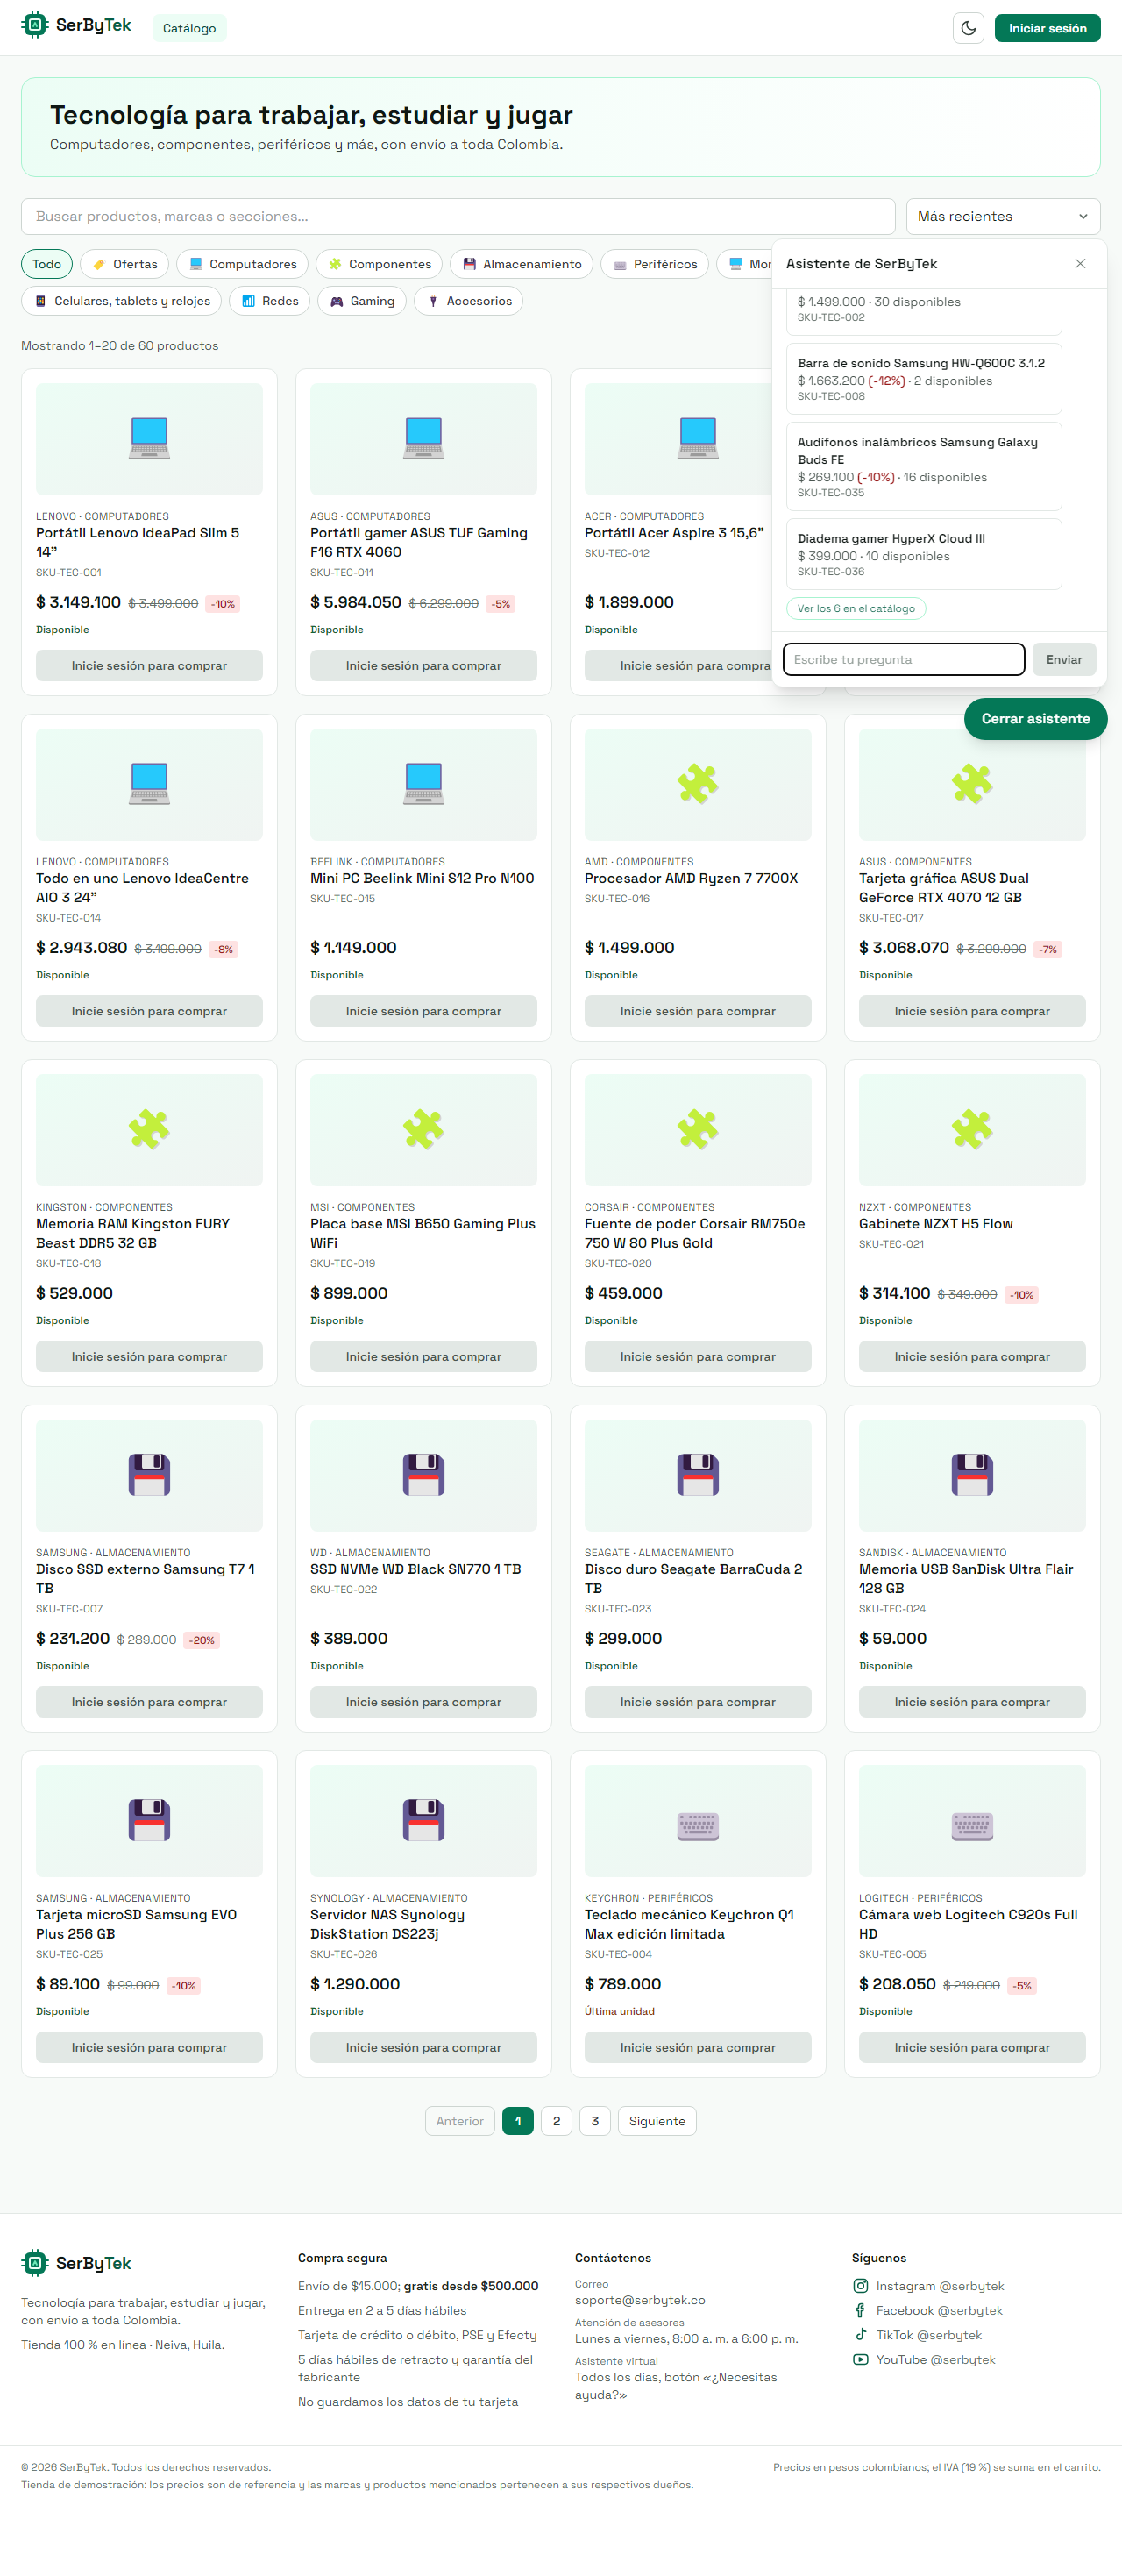 SerByTek
Catálogo
Iniciar sesión
Tecnología para trabajar, estudiar y jugar
Computadores, componentes, periféricos y más, con envío a toda Colombia.
Buscar productos, marcas o secciones...
Más recientes
Todo
Ofertas
Computadores
Componentes
Almacenamiento
Periféricos
Celulares, tablets y relojes
Redes
Gaming
Accesorios
Mostrando 1–20 de 60 productos
Asistente de SerByTek
$ 1.499.000 · 30 disponibles
SKU-TEC-002
Barra de sonido Samsung HW-Q600C 3.1.2
$ 1.663.200 (-12%) · 2 disponibles
SKU-TEC-008
Audífonos inalámbricos Samsung Galaxy
Buds FE
$ 269.100 (-10%) · 16 disponibles
SKU-TEC-035
Diadema gamer HyperX Cloud III
$ 399.000 · 10 disponibles
SKU-TEC-036
Ver los 6 en el catálogo
Escribe tu pregunta
Enviar
Cerrar asistente
LENOVO · COMPUTADORES
Portátil Lenovo IdeaPad Slim 5
14”
SKU-TEC-001
$ 3.149.100 $ 3.499.000 -10%
Disponible
Inicie sesión para comprar
ASUS · COMPUTADORES
Portátil gamer ASUS TUF Gaming
F16 RTX 4060
SKU-TEC-011
$ 5.984.050 $ 6.299.000 -5%
Disponible
Inicie sesión para comprar
ACER · COMPUTADORES
Portátil Acer Aspire 3 15,6”
SKU-TEC-012
$ 1.899.000
Disponible
Inicie sesión para compra
LENOVO · COMPUTADORES
Todo en uno Lenovo IdeaCentre
AIO 3 24”
SKU-TEC-014
$ 2.943.080 $ 3.199.000 -8%
Disponible
Inicie sesión para comprar
BEELINK · COMPUTADORES
Mini PC Beelink Mini S12 Pro N100
SKU-TEC-015
$ 1.149.000
Disponible
Inicie sesión para comprar
AMD · COMPONENTES
Procesador AMD Ryzen 7 7700X
SKU-TEC-016
$ 1.499.000
Disponible
Inicie sesión para comprar
ASUS · COMPONENTES
Tarjeta gráfica ASUS Dual
GeForce RTX 4070 12 GB
SKU-TEC-017
$ 3.068.070 $ 3.299.000 -7%
Disponible
Inicie sesión para comprar
KINGSTON · COMPONENTES
Memoria RAM Kingston FURY
Beast DDR5 32 GB
SKU-TEC-018
$ 529.000
Disponible
Inicie sesión para comprar
MSI · COMPONENTES
Placa base MSI B650 Gaming Plus
WiFi
SKU-TEC-019
$ 899.000
Disponible
Inicie sesión para comprar
CORSAIR · COMPONENTES
Fuente de poder Corsair RM750e
750 W 80 Plus Gold
SKU-TEC-020
$ 459.000
Disponible
Inicie sesión para comprar
NZXT · COMPONENTES
Gabinete NZXT H5 Flow
SKU-TEC-021
$ 314.100 $ 349.000 -10%
Disponible
Inicie sesión para comprar
SAMSUNG · ALMACENAMIENTO
Disco SSD externo Samsung T7 1
TB
SKU-TEC-007
$ 231.200 $ 289.000 -20%
Disponible
Inicie sesión para comprar
WD · ALMACENAMIENTO
SSD NVMe WD Black SN770 1 TB
SKU-TEC-022
$ 389.000
Disponible
Inicie sesión para comprar
SEAGATE · ALMACENAMIENTO
Disco duro Seagate BarraCuda 2
TB
SKU-TEC-023
$ 299.000
Disponible
Inicie sesión para comprar
SANDISK · ALMACENAMIENTO
Memoria USB SanDisk Ultra Flair
128 GB
SKU-TEC-024
$ 59.000
Disponible
Inicie sesión para comprar
SAMSUNG · ALMACENAMIENTO
Tarjeta microSD Samsung EVO
Plus 256 GB
SKU-TEC-025
$ 89.100 $ 99.000 -10%
Disponible
Inicie sesión para comprar
SYNOLOGY · ALMACENAMIENTO
Servidor NAS Synology
DiskStation DS223j
SKU-TEC-026
$ 1.290.000
Disponible
Inicie sesión para comprar
KEYCHRON · PERIFÉRICOS
Teclado mecánico Keychron Q1
Max edición limitada
SKU-TEC-004
$ 789.000
Última unidad
Inicie sesión para comprar
LOGITECH · PERIFÉRICOS
Cámara web Logitech C920s Full
HD
SKU-TEC-005
$ 208.050 $ 219.000 -5%
Disponible
Inicie sesión para comprar
Anterior
1
2
3
Siguiente
SerByTek
Tecnología para trabajar, estudiar y jugar,
con envío a toda Colombia.
Tienda 100 % en línea · Neiva, Huila.
Compra segura
Envío de $15.000; gratis desde $500.000
Entrega en 2 a 5 días hábiles
Tarjeta de crédito o débito, PSE y Efecty
5 días hábiles de retracto y garantía del
fabricante
No guardamos los datos de tu tarjeta
Contáctenos
Correo
soporte@serbytek.co
Atención de asesores
Lunes a viernes, 8:00 a. m. a 6:00 p. m.
Asistente virtual
Todos los días, botón «¿Necesitas
ayuda?»
Síguenos
Instagram @serbytek
Facebook @serbytek
TikTok @serbytek
YouTube @serbytek
© 2026 SerByTek. Todos los derechos reservados.
Precios en pesos colombianos; el IVA (19 %) se suma en el carrito.
Tienda de demostración: los precios son de referencia y las marcas y productos mencionados pertenecen a sus respectivos dueños.